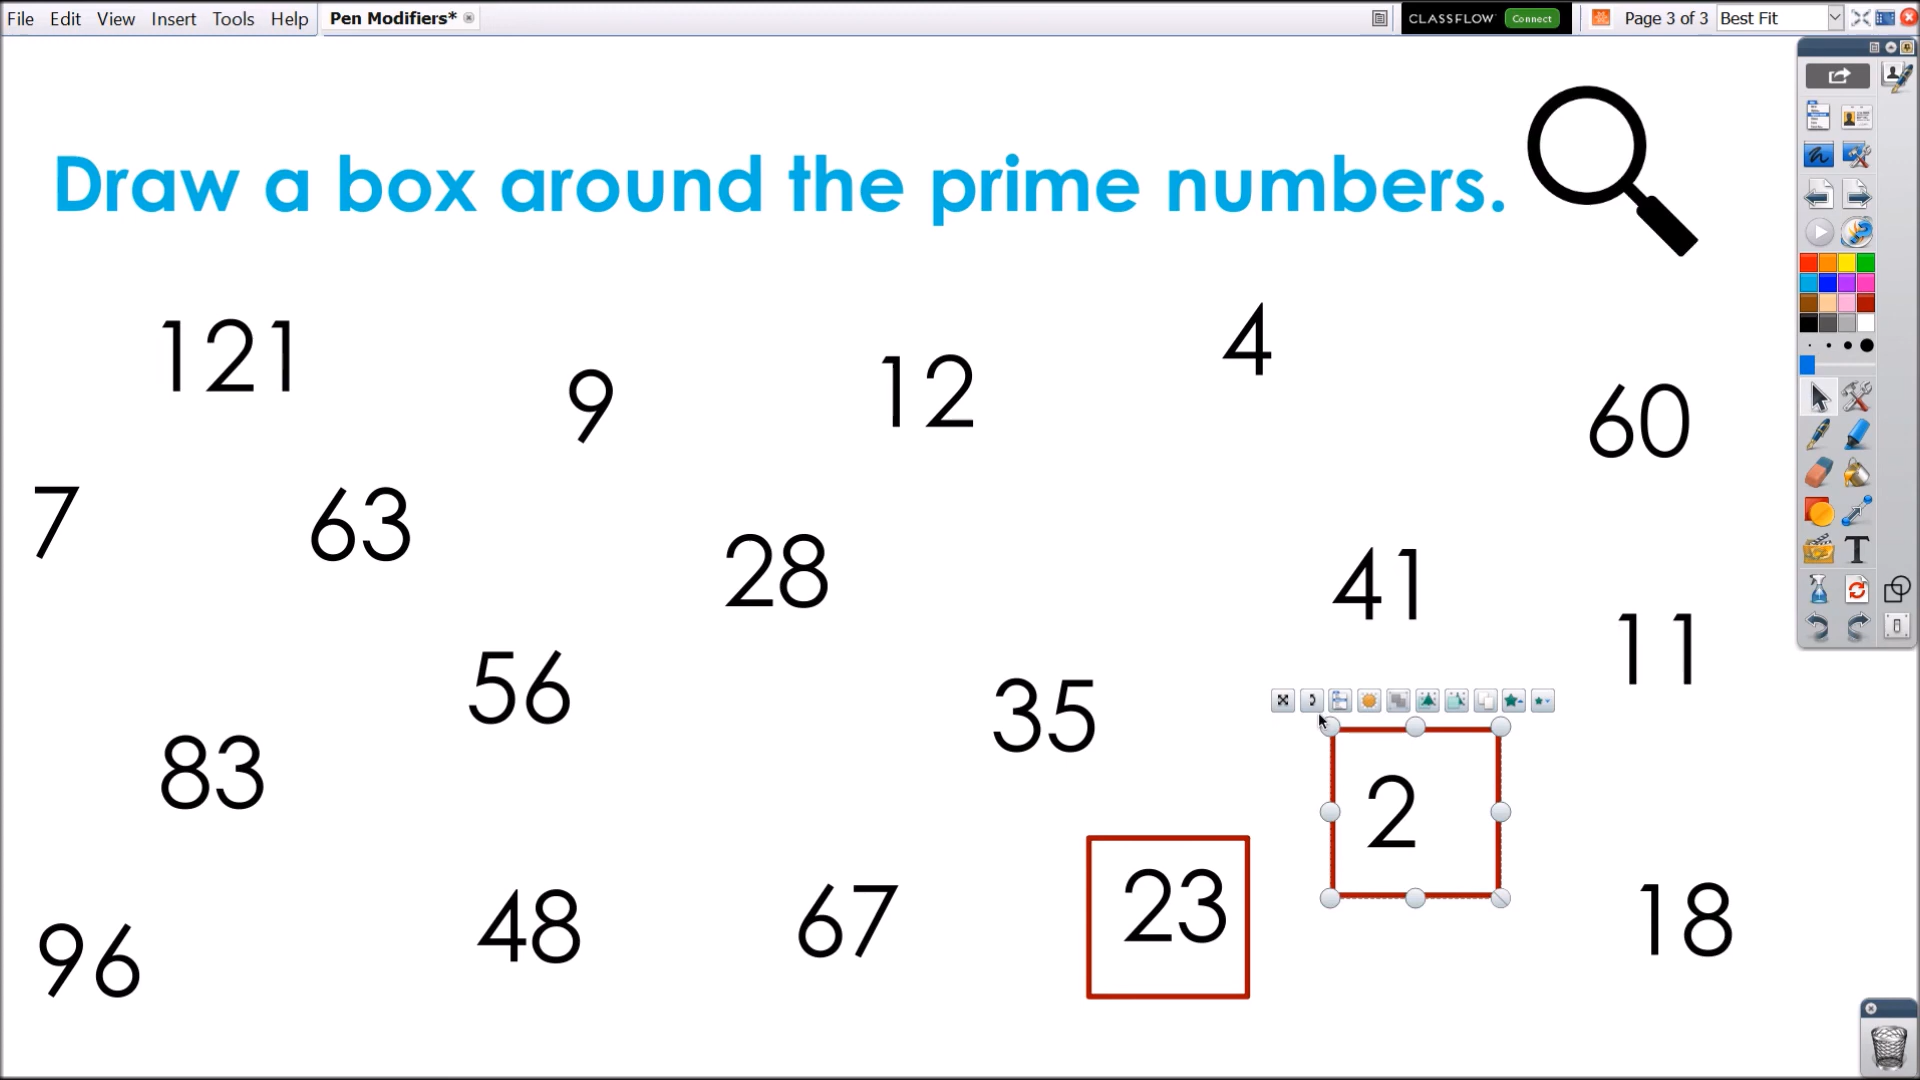 File Edit View Insert Tools Help Pen Modifiers* CLASSFLOW Connect Page 3 of 3 Best Fit
Draw a box around the prime numbers.
121 9 12 4 60
7 63 28 41 11
56 35
83 2
96 48 67 23 18
T